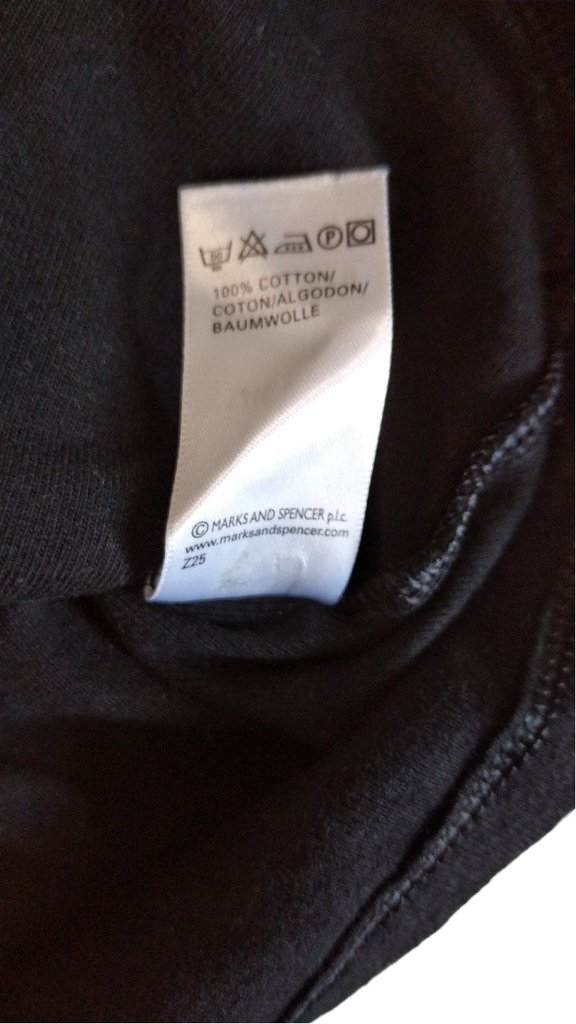 P
100% COTTON/
COTON/ALGODON/
BAUMWOLLE
© MARKS AND SPENCER p.l.c.
www.marksandspencer.com
Z25